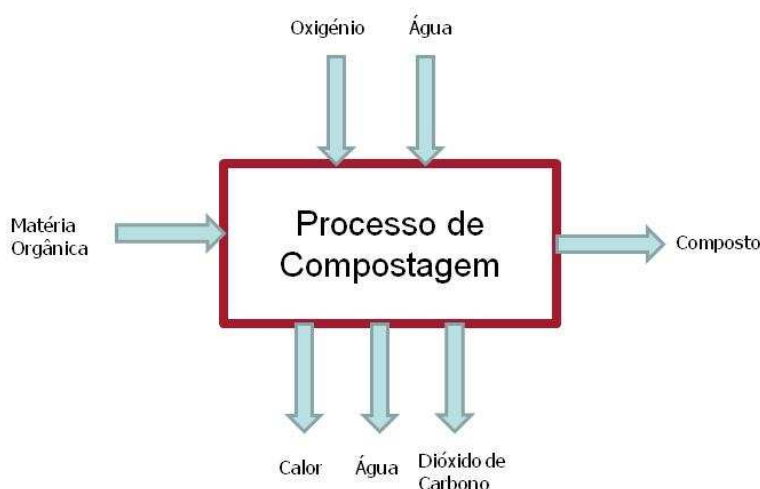 Oxigénio Água
Matéria
Orgânica
Processo de
Compostagem
Composto
Calor Água Dióxido de
Carbono